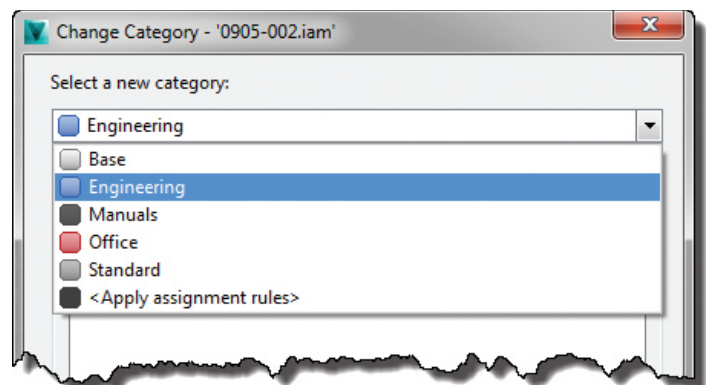 Change Category - '0905-002.iam'
Select a new category:
Engineering
Base
Engineering
Manuals
Office
Standard
<Apply assignment rules>